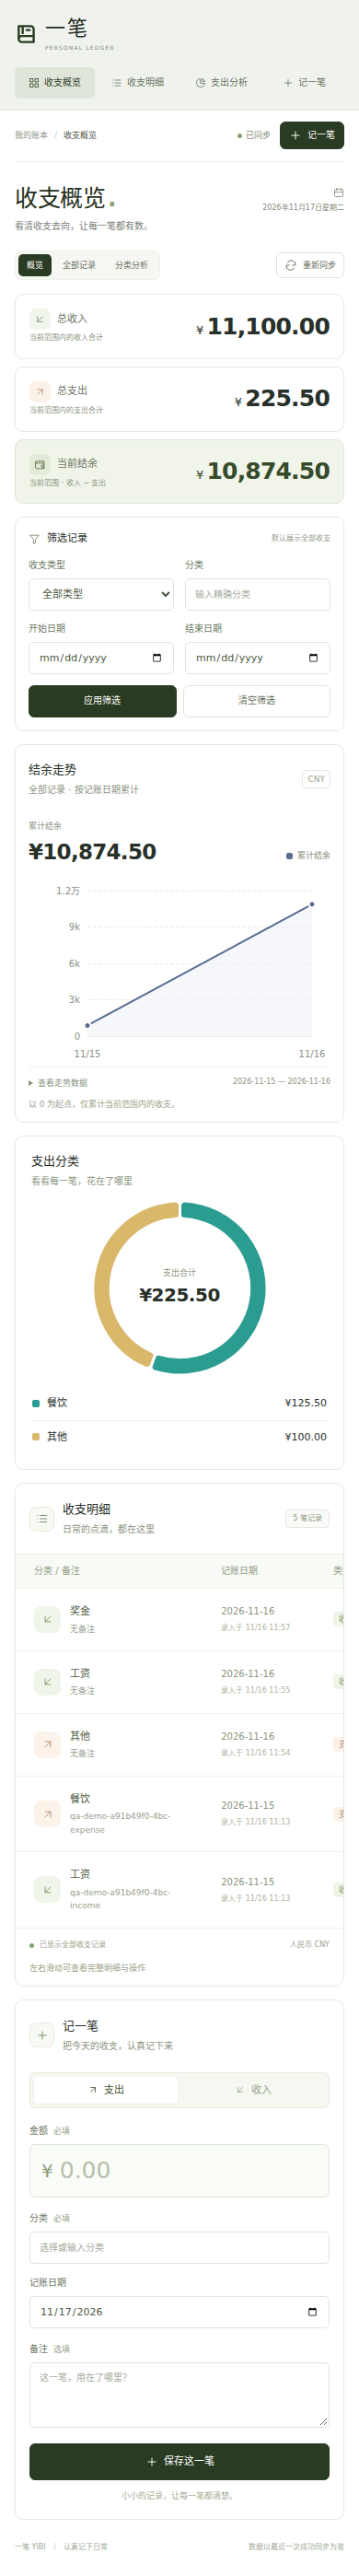 一笔
PERSONAL LEDGER
收支概览
收支明细
支出分析
记一笔
我的账本 / 收支概览
已同步
记一笔
收支概览.
2026年11月17日星期二
看清收支去向，让每一笔都有数。
概览
全部记录
分类分析
重新同步
总收入
当前范围内的收入合计
¥ 11,100.00
总支出
当前范围内的支出合计
¥ 225.50
当前结余
当前范围 · 收入 − 支出
¥ 10,874.50
筛选记录
默认展示全部收支
收支类型
分类
全部类型
输入精确分类
开始日期
结束日期
mm/dd/yyyy
mm/dd/yyyy
应用筛选
清空筛选
结余走势
全部记录 · 按记账日期累计
CNY
累计结余
¥10,874.50
累计结余
1.2万
9k
6k
3k
0
11/15
11/16
查看走势数据
2026-11-15 — 2026-11-16
以 0 为起点，仅累计当前范围内的收支。
支出分类
看看每一笔，花在了哪里
支出合计
¥225.50
餐饮
¥125.50
其他
¥100.00
收支明细
日常的点滴，都在这里
5 笔记录
分类 / 备注
记账日期
类
奖金
无备注
2026-11-16
录入于 11/16 11:57
工资
无备注
2026-11-16
录入于 11/16 11:55
其他
无备注
2026-11-16
录入于 11/16 11:54
餐饮
qa-demo-a91b49f0-4bc-
expense
2026-11-15
录入于 11/16 11:13
工资
qa-demo-a91b49f0-4bc-
income
2026-11-15
录入于 11/16 11:13
已显示全部收支记录
人民币 CNY
左右滑动可查看完整明细与操作
记一笔
把今天的收支，认真记下来
支出
收入
金额 必填
¥ 0.00
分类 必填
选择或输入分类
记账日期
11/17/2026
备注 选填
这一笔，用在了哪里？
保存这一笔
小小的记录，让每一笔都清楚。
一笔 YIBI / 认真记下日常
数据以最近一次成功同步为准